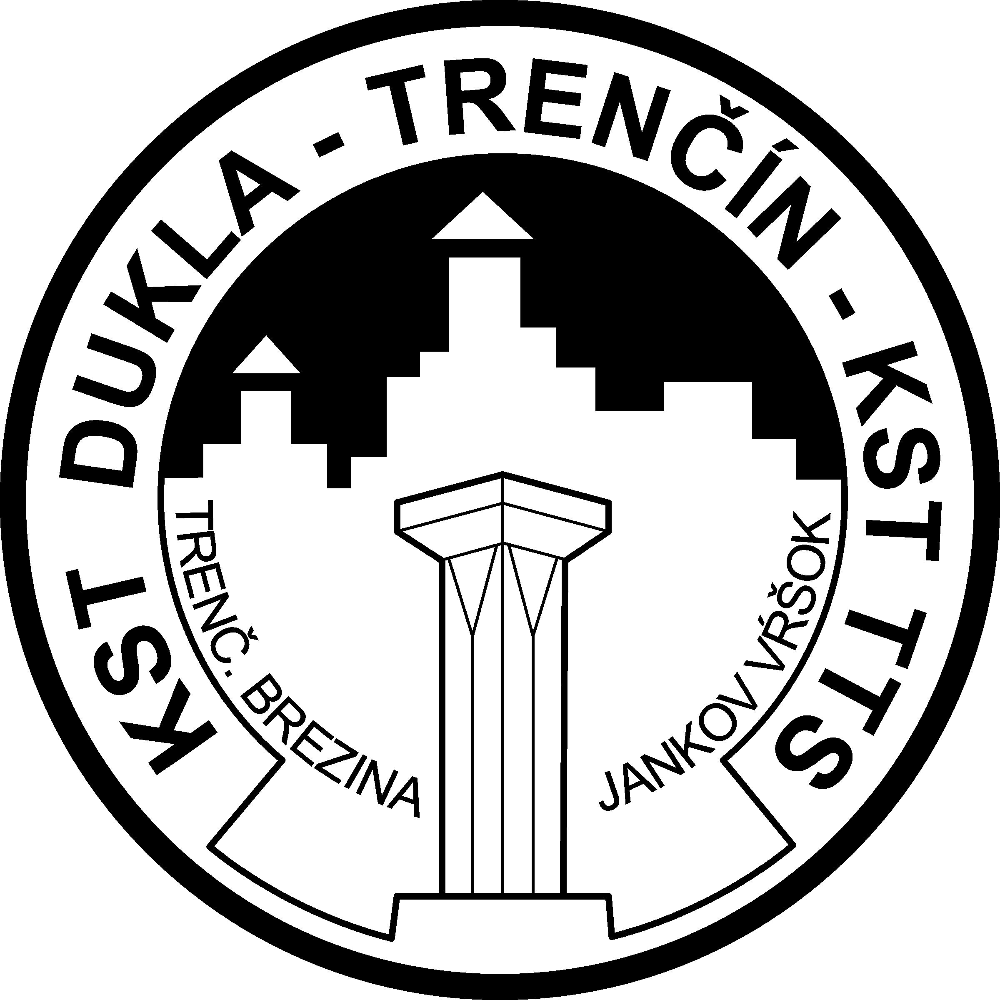 KST DUKLA - TRENČÍN - KST TTS
TRENČ. BREZINA
JANKOV VŔŠOK